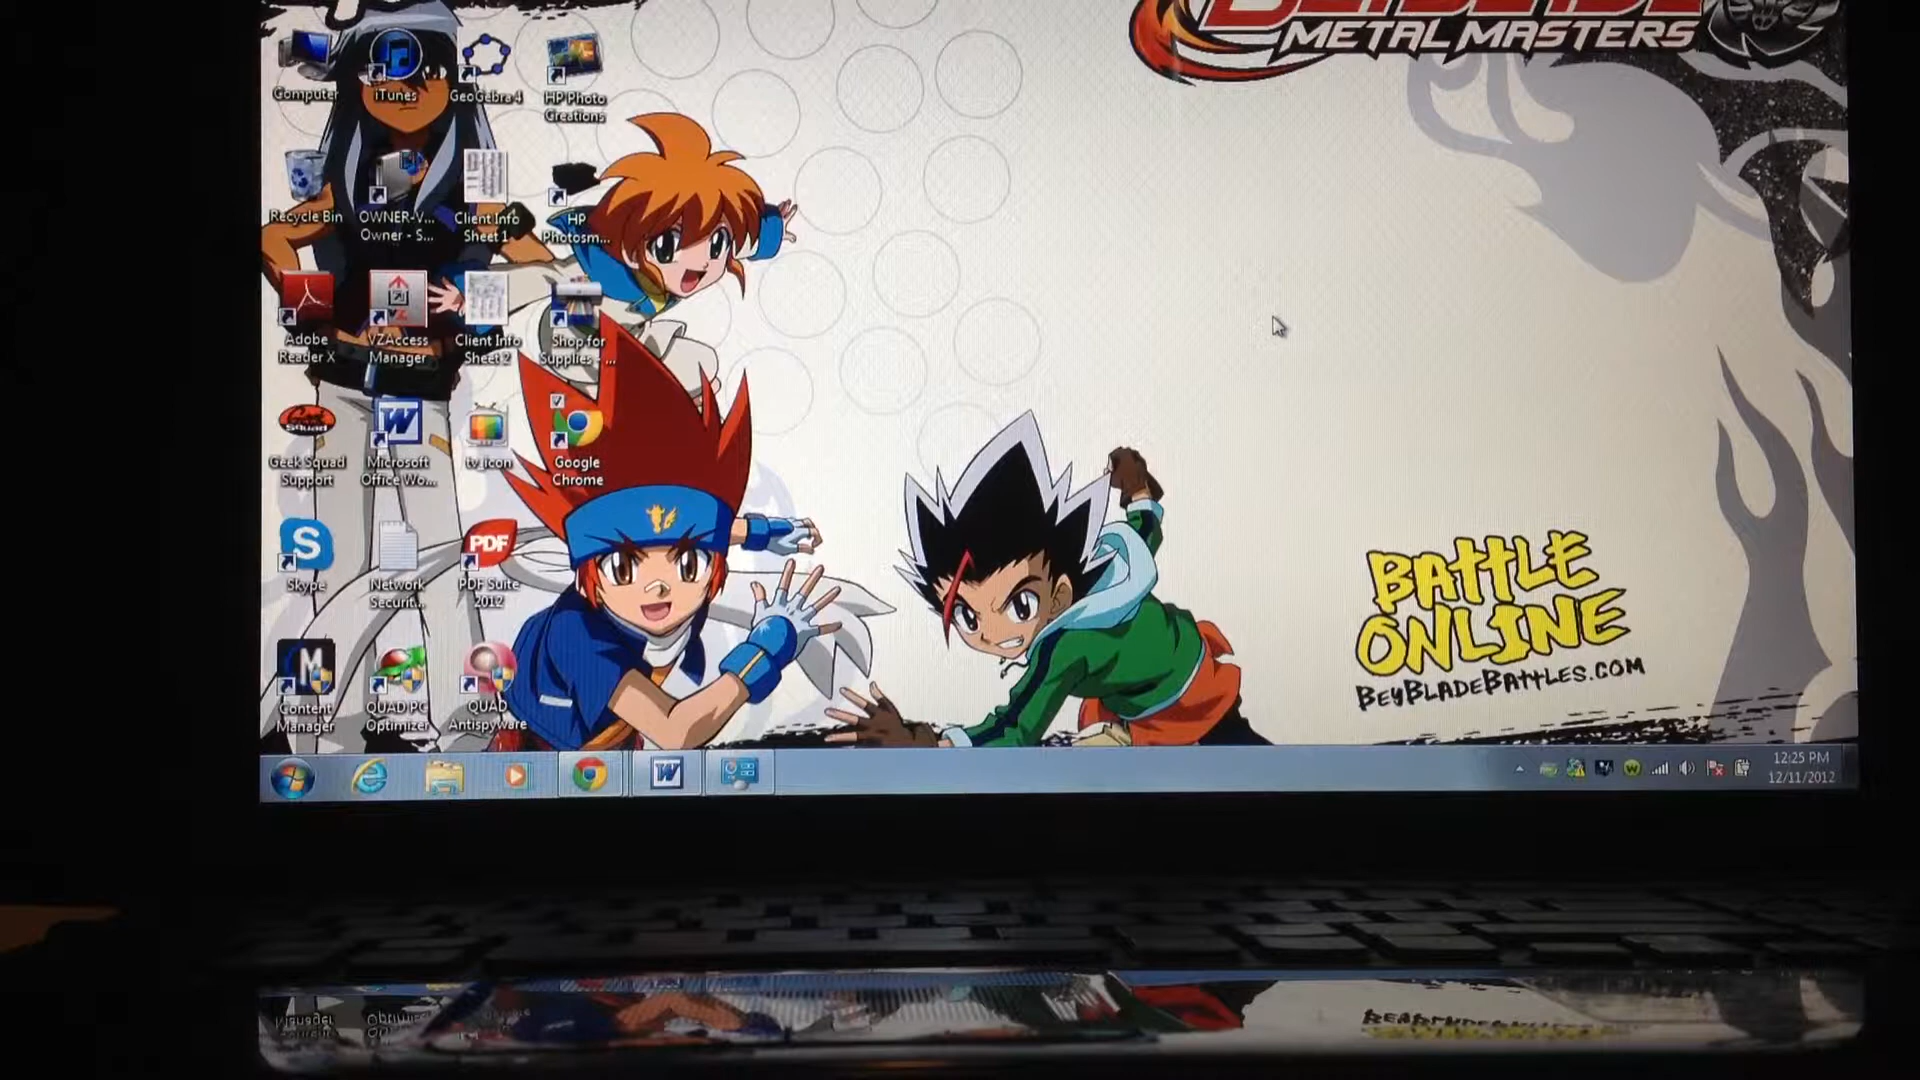 METAL MASTERS
Computer
iTunes
GeoGebra 4
HP Photo
Creations
Recycle Bin
OWNER-V...
Owner - S...
Client Info
Sheet 1
HP
Photosm...
Adobe
Reader X
VZAccess
Manager
Client Info
Sheet 2
Shop for
Supplies - ...
Geek Squad
Support
Microsoft
Office Wo...
tv_icon
Google
Chrome
Skype
Network
Securit...
PDF
PDF Suite
2012
Content
Manager
QUAD PC
Optimizer
QUAD
Antispyware
BATTLE
ONLINE
BEYBLADEBATTLES.COM
12:25 PM
12/11/2012